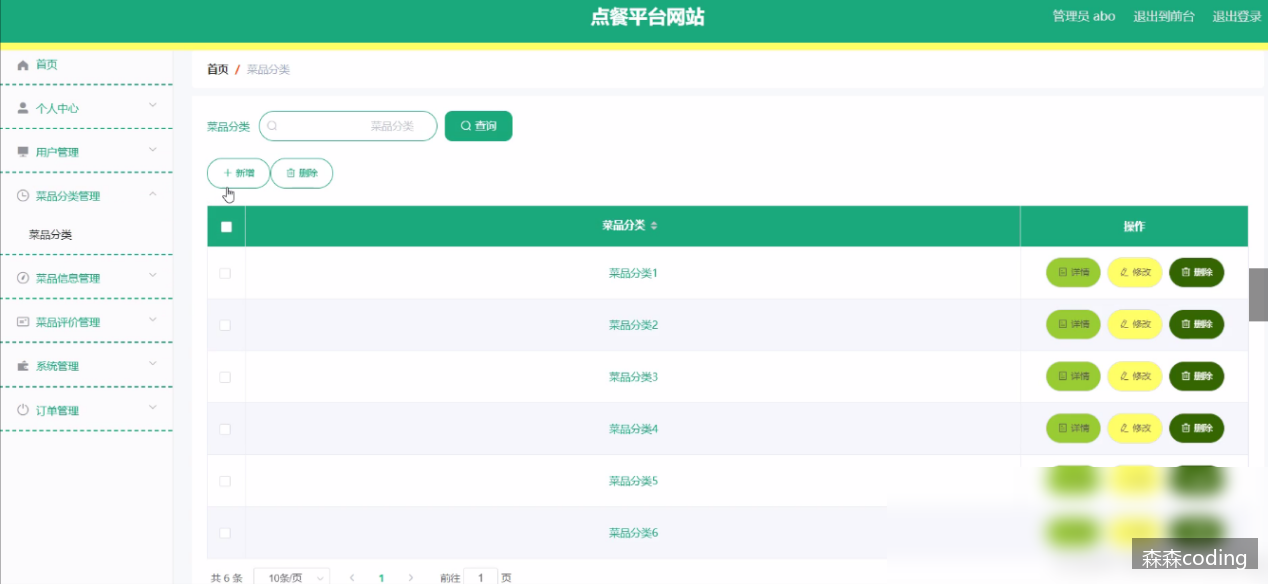 点餐平台网站
管理员 abo 退出到前台 退出登录
首页
个人中心
用户管理
菜品分类管理
菜品分类
菜品信息管理
菜品评价管理
系统管理
订单管理
首页 / 菜品分类
菜品分类 菜品分类 查询
新增 删除
菜品分类 操作
菜品分类1 详情 修改 删除
菜品分类2 详情 修改 删除
菜品分类3 详情 修改 删除
菜品分类4 详情 修改 删除
菜品分类5
菜品分类6
共 6 条 10条/页 1 前往 1 页
森森coding